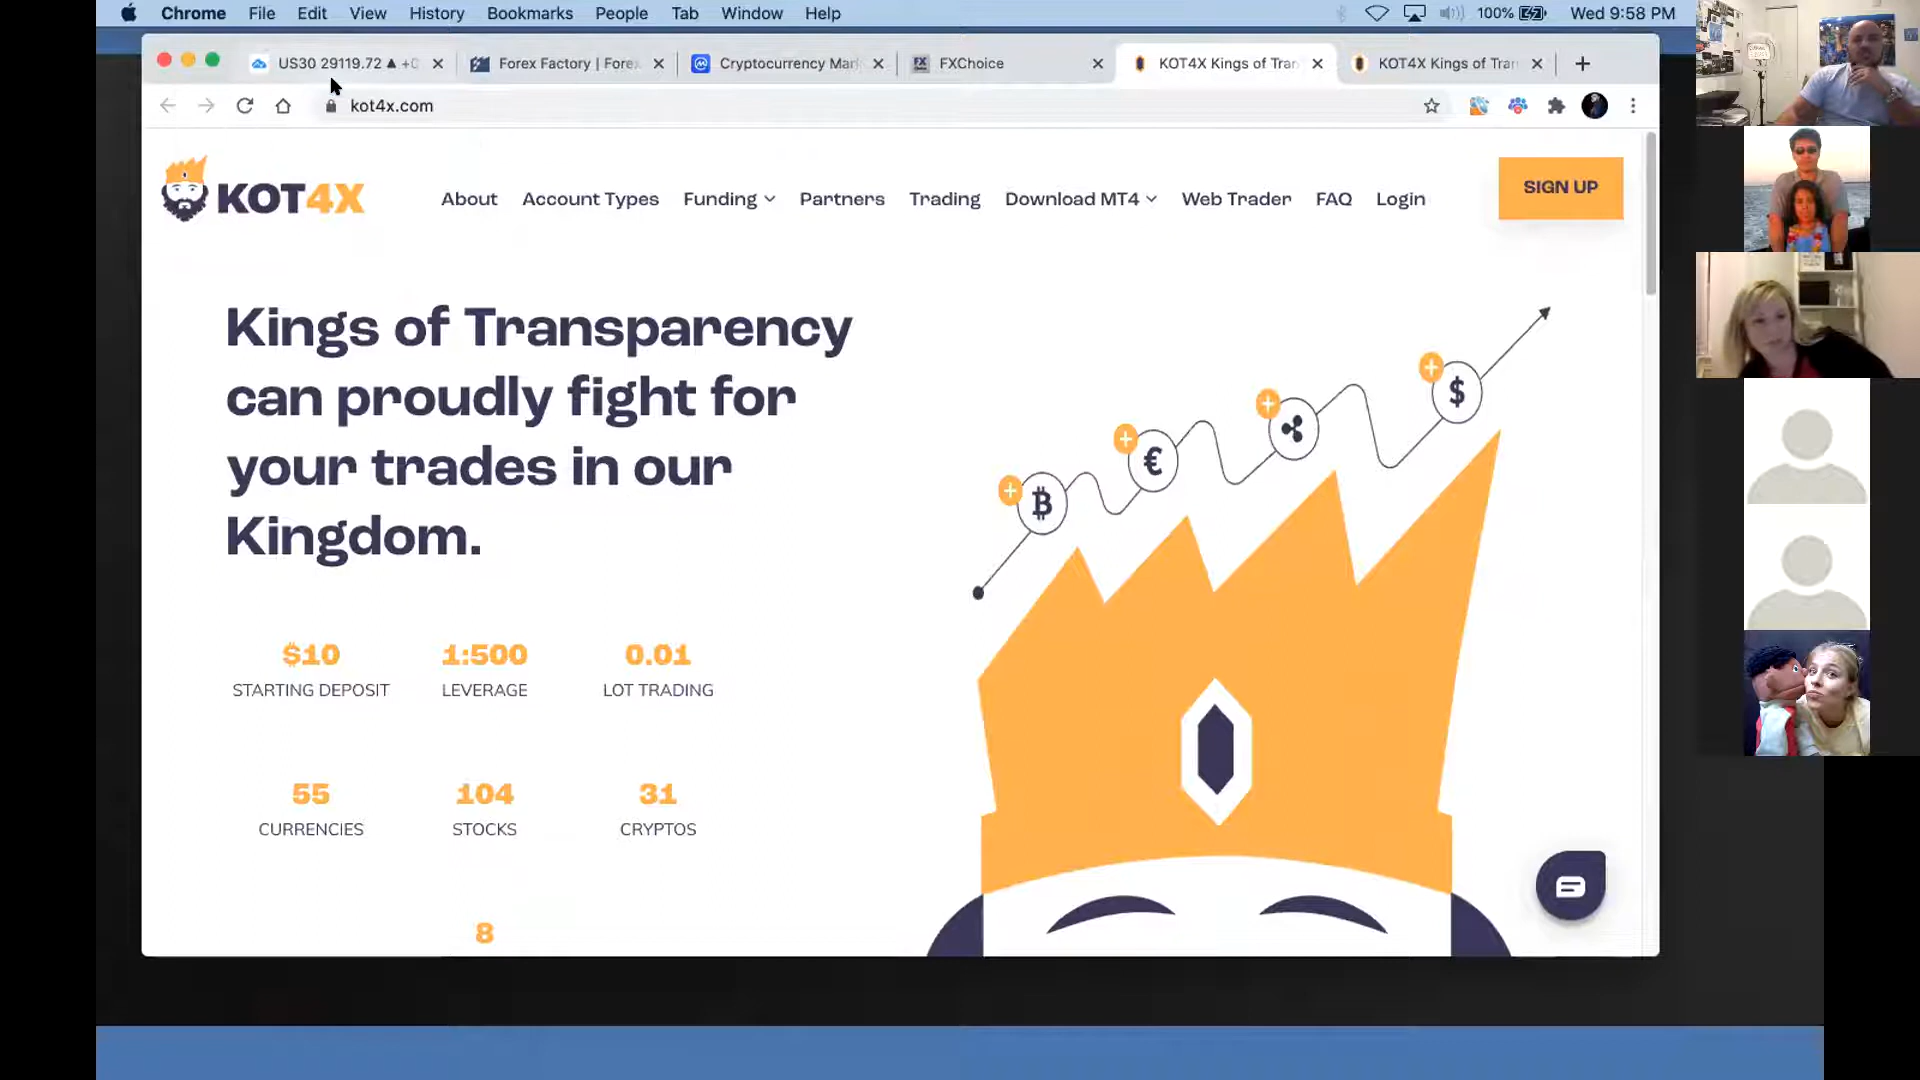 Chrome File Edit View History Bookmarks People Tab Window Help 100% Wed 9:58 PM
US30 29119.72 ▲ +0 Forex Factory | Forex Cryptocurrency Mar FXChoice KOT4X Kings of Tran KOT4X Kings of Tran
kot4x.com
KOT4X About Account Types Funding Partners Trading Download MT4 Web Trader FAQ Login SIGN UP
Kings of Transparency
can proudly fight for
your trades in our
Kingdom.
$10 1:500 0.01
STARTING DEPOSIT LEVERAGE LOT TRADING
55 104 31
CURRENCIES STOCKS CRYPTOS
8